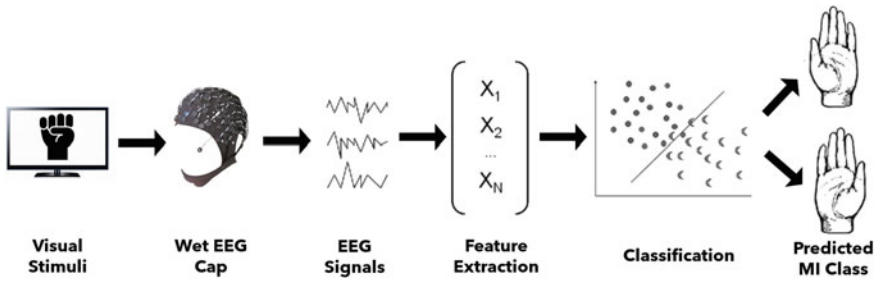 X1
X2
...
XN
Visual
Stimuli
Wet EEG
Cap
EEG
Signals
Feature
Extraction
Classification
Predicted
MI Class